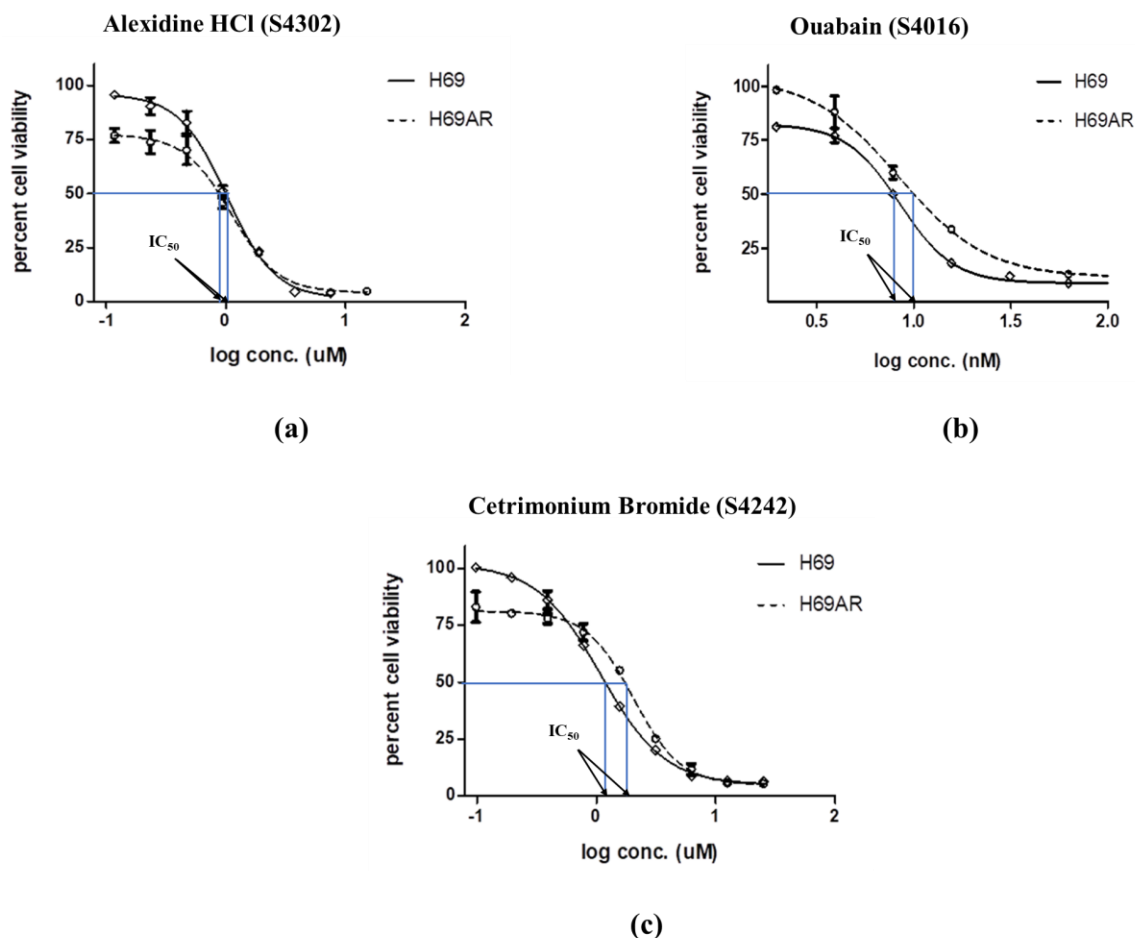 Alexidine HCl (S4302)
percent cell viability
100
75
50
25
0
-1 0 1 2
log conc. (uM)
H69
H69AR
IC50
(a)
Ouabain (S4016)
percent cell viability
100
75
50
25
0.5 1.0 1.5 2.0
log conc. (nM)
H69
H69AR
IC50
(b)
Cetrimonium Bromide (S4242)
percent cell viability
100
75
50
25
0
-1 0 1 2
log conc. (uM)
H69
H69AR
IC50
(c)